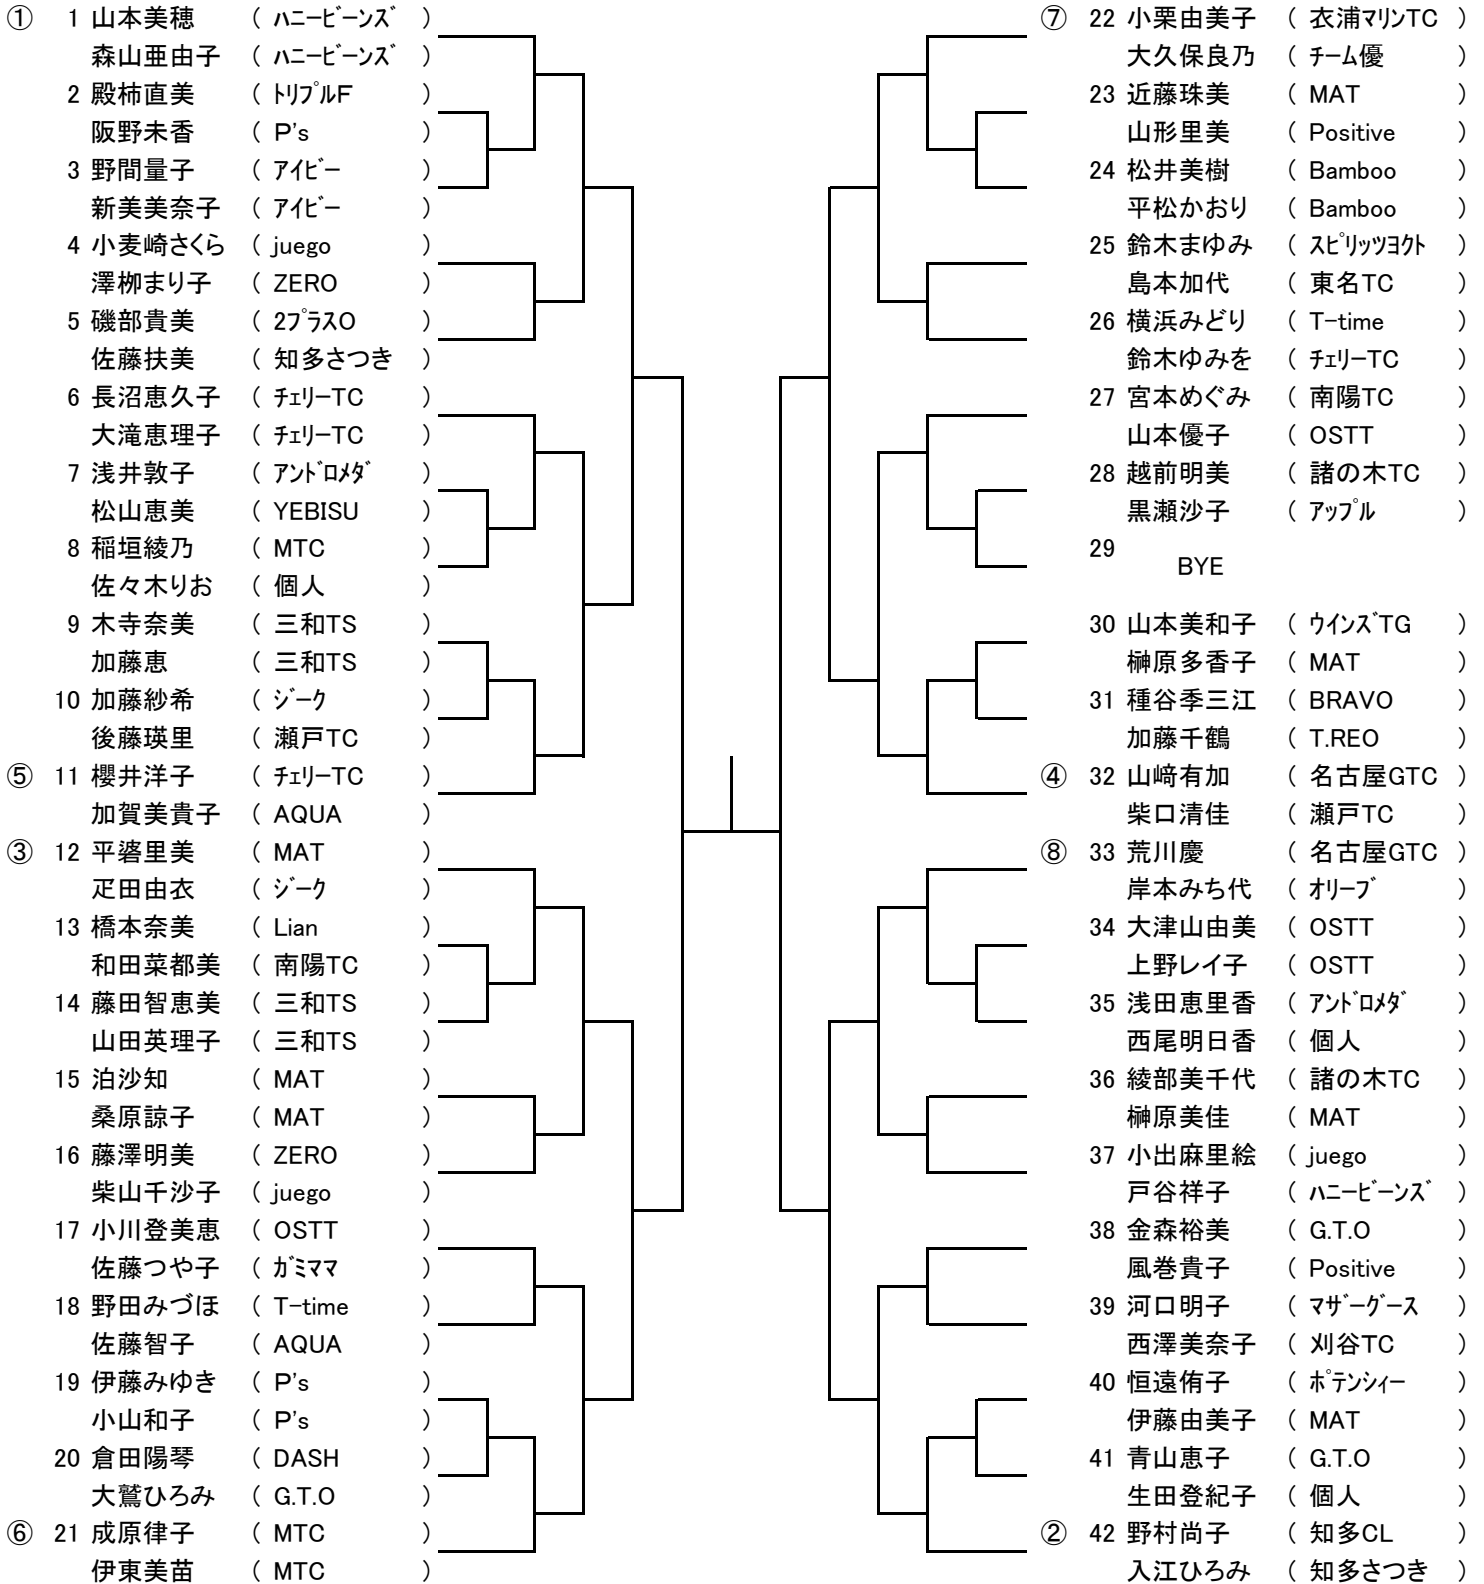 ① 1 山本美穂 ( ﾊﾆｰﾋﾞｰﾝｽﾞ )
森山亜由子 ( ﾊﾆｰﾋﾞｰﾝｽﾞ )
2 殿柿直美 ( ﾄﾘﾌﾟﾙF )
阪野未香 ( P's )
3 野間量子 ( ｱｲﾋﾞｰ )
新美美奈子 ( ｱｲﾋﾞｰ )
4 小麦崎さくら ( juego )
澤栁まり子 ( ZERO )
5 磯部貴美 ( 2ﾌﾟﾗｽO )
佐藤扶美 ( 知多さつき )
6 長沼恵久子 ( ﾁｪﾘｰTC )
大滝恵理子 ( ﾁｪﾘｰTC )
7 浅井敦子 ( ｱﾝﾄﾞﾛﾒﾀﾞ )
松山恵美 ( YEBISU )
8 稲垣綾乃 ( MTC )
佐々木りお ( 個人 )
9 木寺奈美 ( 三和TS )
加藤恵 ( 三和TS )
10 加藤紗希 ( ｼﾞｰｸ )
後藤瑛里 ( 瀬戸TC )
⑤ 11 櫻井洋子 ( ﾁｪﾘｰTC )
加賀美貴子 ( AQUA )
③ 12 平碆里美 ( MAT )
疋田由衣 ( ｼﾞｰｸ )
13 橋本奈美 ( Lian )
和田菜都美 ( 南陽TC )
14 藤田智恵美 ( 三和TS )
山田英理子 ( 三和TS )
15 泊沙知 ( MAT )
桑原諒子 ( MAT )
16 藤澤明美 ( ZERO )
柴山千沙子 ( juego )
17 小川登美恵 ( OSTT )
佐藤つや子 ( ｶﾞﾐママ )
18 野田みづほ ( T-time )
佐藤智子 ( AQUA )
19 伊藤みゆき ( P's )
小山和子 ( P's )
20 倉田陽琴 ( DASH )
大鷲ひろみ ( G.T.O )
⑥ 21 成原律子 ( MTC )
伊東美苗 ( MTC )
⑦ 22 小栗由美子 ( 衣浦ﾏﾘﾝTC )
大久保良乃 ( ﾁｰﾑ優 )
23 近藤珠美 ( MAT )
山形里美 ( Positive )
24 松井美樹 ( Bamboo )
平松かおり ( Bamboo )
25 鈴木まゆみ ( ｽﾋﾟﾘｯﾂﾖｸﾄ )
島本加代 ( 東名TC )
26 横浜みどり ( T-time )
鈴木ゆみを ( ﾁｪﾘｰTC )
27 宮本めぐみ ( 南陽TC )
山本優子 ( OSTT )
28 越前明美 ( 諸の木TC )
黒瀬沙子 ( ｱｯﾌﾟﾙ )
29
BYE
30 山本美和子 ( ｳｲﾝｽﾞTG )
榊原多香子 ( MAT )
31 種谷季三江 ( BRAVO )
加藤千鶴 ( T.REO )
④ 32 山﨑有加 ( 名古屋GTC )
柴口清佳 ( 瀬戸TC )
⑧ 33 荒川慶 ( 名古屋GTC )
岸本みち代 ( ｵﾘｰﾌﾞ )
34 大津山由美 ( OSTT )
上野レイ子 ( OSTT )
35 浅田恵里香 ( ｱﾝﾄﾞﾛﾒﾀﾞ )
西尾明日香 ( 個人 )
36 綾部美千代 ( 諸の木TC )
榊原美佳 ( MAT )
37 小出麻里絵 ( juego )
戸谷祥子 ( ﾊﾆｰﾋﾞｰﾝｽﾞ )
38 金森裕美 ( G.T.O )
風巻貴子 ( Positive )
39 河口明子 ( ﾏｻﾞｰｸﾞｰｽ )
西澤美奈子 ( 刈谷TC )
40 恒遠侑子 ( ﾎﾟﾃﾝｼｨｰ )
伊藤由美子 ( MAT )
41 青山恵子 ( G.T.O )
生田登紀子 ( 個人 )
② 42 野村尚子 ( 知多CL )
入江ひろみ ( 知多さつき )